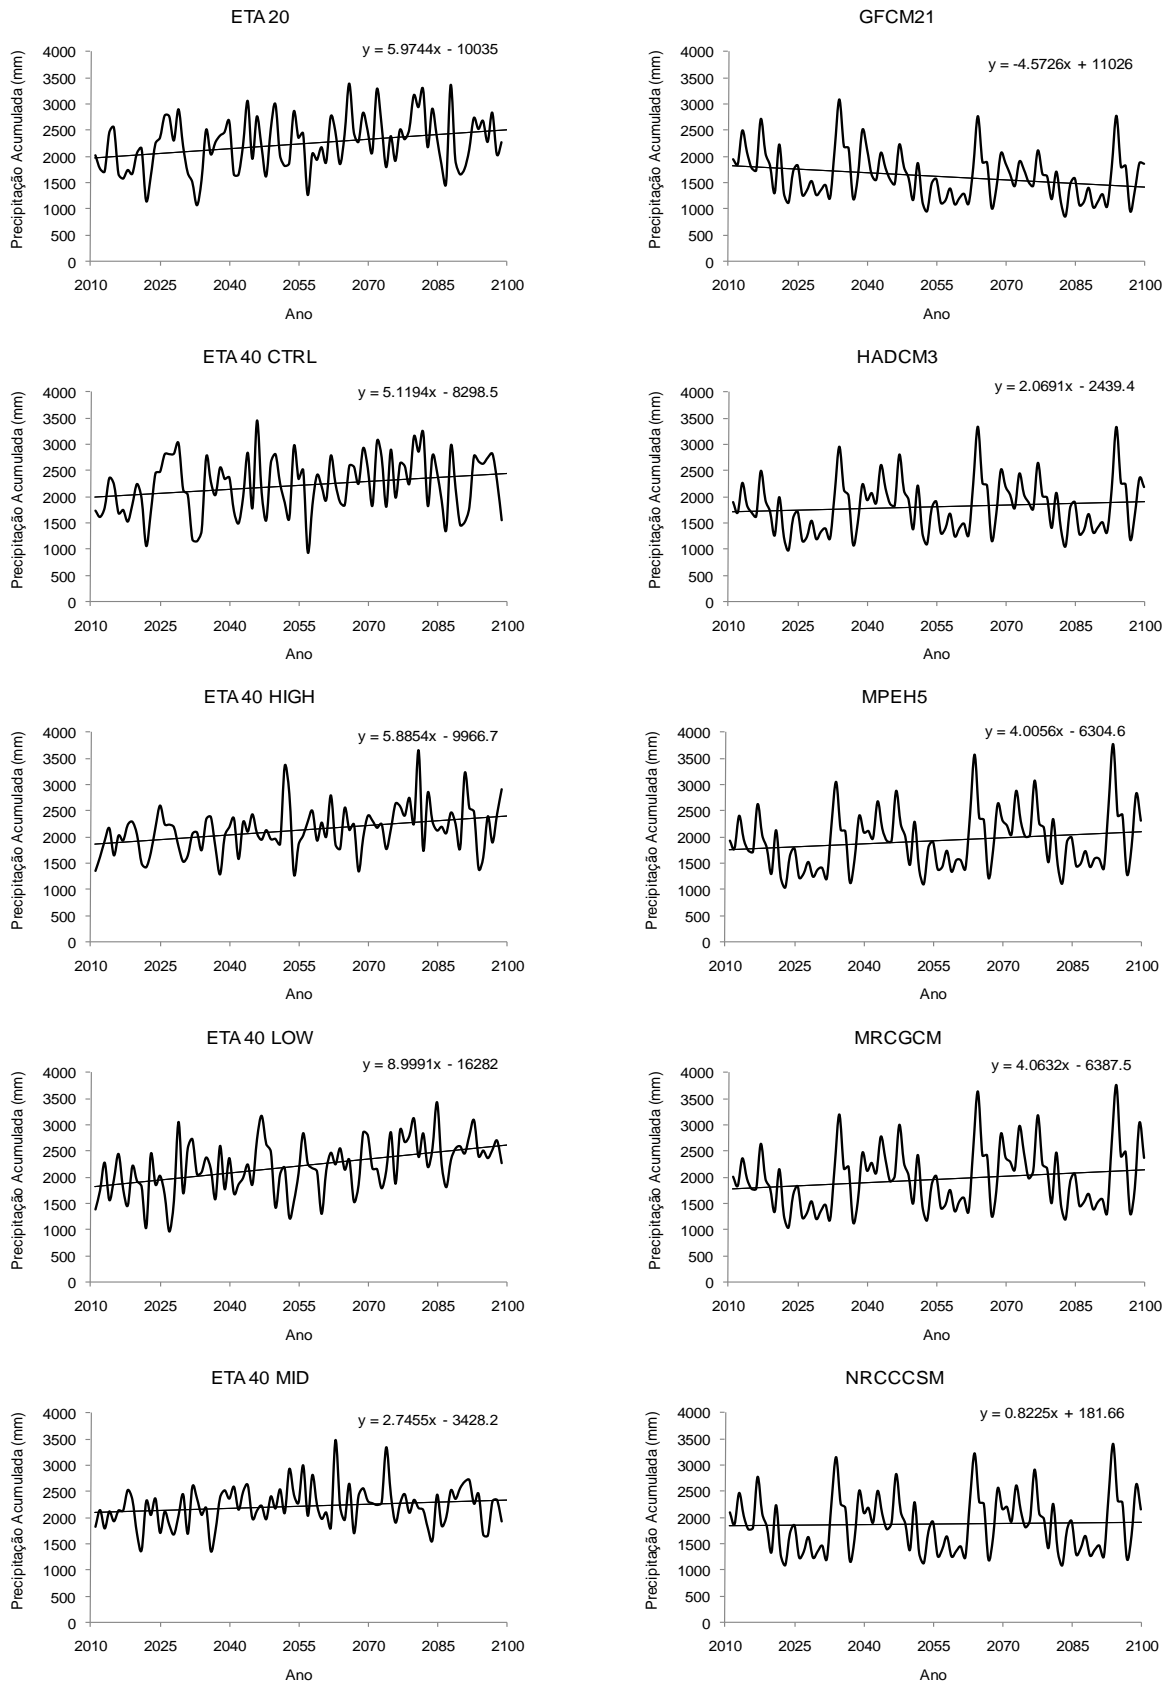 ETA 20
y = 5.9744x - 10035
Precipitação Acumulada (mm)
4000
3500
3000
2500
2000
1500
1000
500
0
2010 2025 2040 2055 2070 2085 2100
Ano
GFCM21
y = -4.5726x + 11026
Precipitação Acumulada (mm)
4000
3500
3000
2500
2000
1500
1000
500
0
2010 2025 2040 2055 2070 2085 2100
Ano
ETA 40 CTRL
y = 5.1194x - 8298.5
Precipitação Acumulada (mm)
4000
3500
3000
2500
2000
1500
1000
500
0
2010 2025 2040 2055 2070 2085 2100
Ano
HADCM3
y = 2.0691x - 2439.4
Precipitação Acumulada (mm)
4000
3500
3000
2500
2000
1500
1000
500
0
2010 2025 2040 2055 2070 2085 2100
Ano
ETA 40 HIGH
y = 5.8854x - 9966.7
Precipitação Acumulada (mm)
4000
3500
3000
2500
2000
1500
1000
500
0
2010 2025 2040 2055 2070 2085 2100
Ano
MPEH5
y = 4.0056x - 6304.6
Precipitação Acumulada (mm)
4000
3500
3000
2500
2000
1500
1000
500
0
2010 2025 2040 2055 2070 2085 2100
Ano
ETA 40 LOW
y = 8.9991x - 16282
Precipitação Acumulada (mm)
4000
3500
3000
2500
2000
1500
1000
500
0
2010 2025 2040 2055 2070 2085 2100
Ano
MRCGCM
y = 4.0632x - 6387.5
Precipitação Acumulada (mm)
4000
3500
3000
2500
2000
1500
1000
500
0
2010 2025 2040 2055 2070 2085 2100
Ano
ETA 40 MID
y = 2.7455x - 3428.2
Precipitação Acumulada (mm)
4000
3500
3000
2500
2000
1500
1000
500
0
2010 2025 2040 2055 2070 2085 2100
Ano
NRCCCSM
y = 0.8225x + 181.66
Precipitação Acumulada (mm)
4000
3500
3000
2500
2000
1500
1000
500
0
2010 2025 2040 2055 2070 2085 2100
Ano